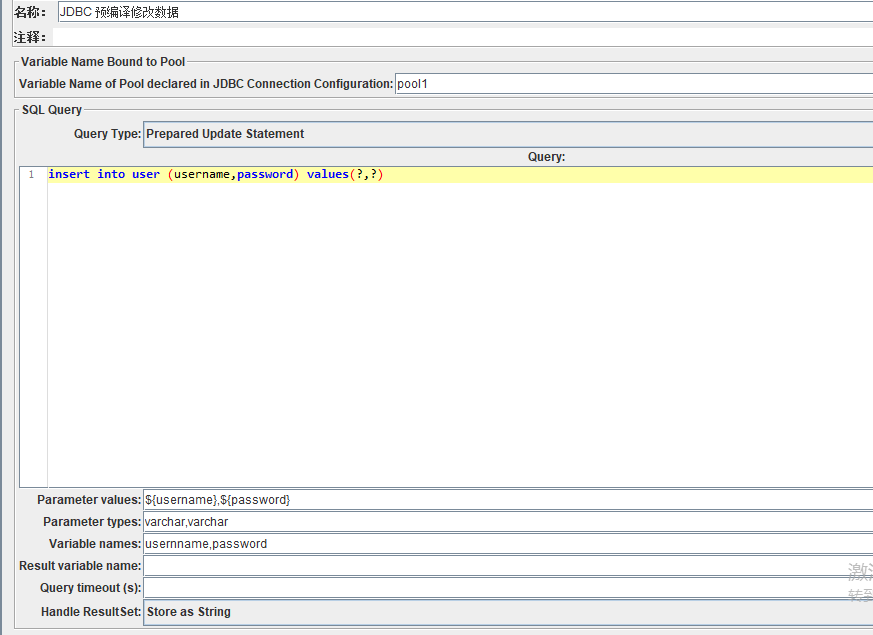 名称： JDBC 预编译修改数据
注释：
Variable Name Bound to Pool
Variable Name of Pool declared in JDBC Connection Configuration: pool1
SQL Query
Query Type: Prepared Update Statement
Query:
1 insert into user (username,password) values(?,?)
Parameter values: ${username},${password}
Parameter types: varchar,varchar
Variable names: usernname,password
Result variable name:
激
Query timeout (s):
转到
Handle ResultSet: Store as String